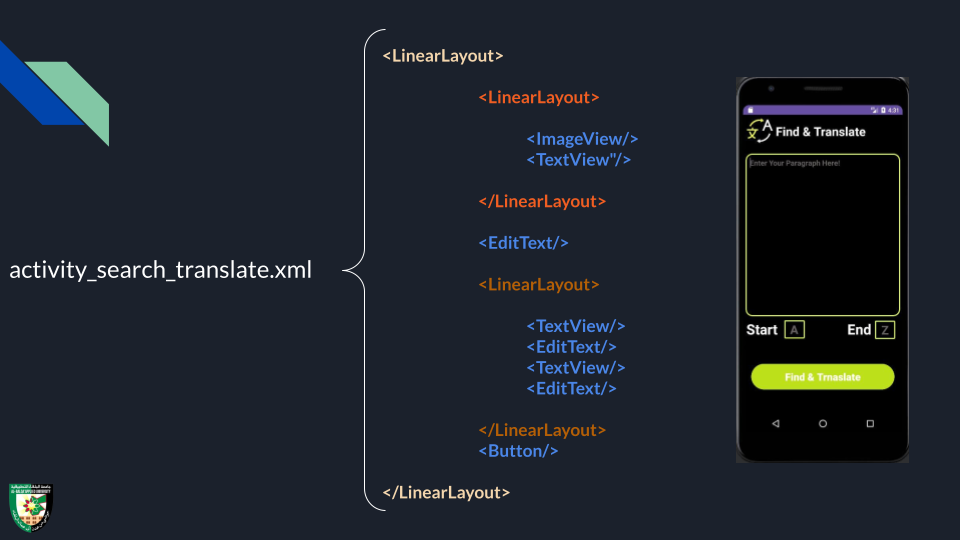 <LinearLayout>
<LinearLayout>
<ImageView/>
<TextView"/>
</LinearLayout>
<EditText/>
activity_search_translate.xml
<LinearLayout>
<TextView/>
<EditText/>
<TextView/>
<EditText/>
</LinearLayout>
<Button/>
</LinearLayout>
4:31
Find & Translate
Enter Your Paragraph Here!
Start A End Z
Find & Trnaslate